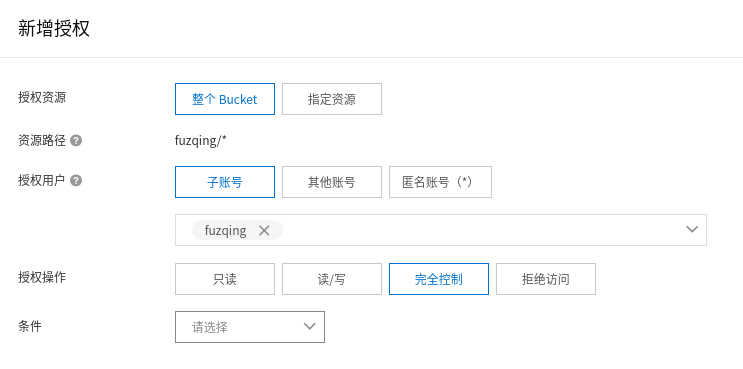 新增授权
授权资源 整个 Bucket 指定资源
资源路径 ? fuzqing/*
授权用户 ? 子账号 其他账号 匿名账号（*）
fuzqing
授权操作 只读 读/写 完全控制 拒绝访问
条件 请选择